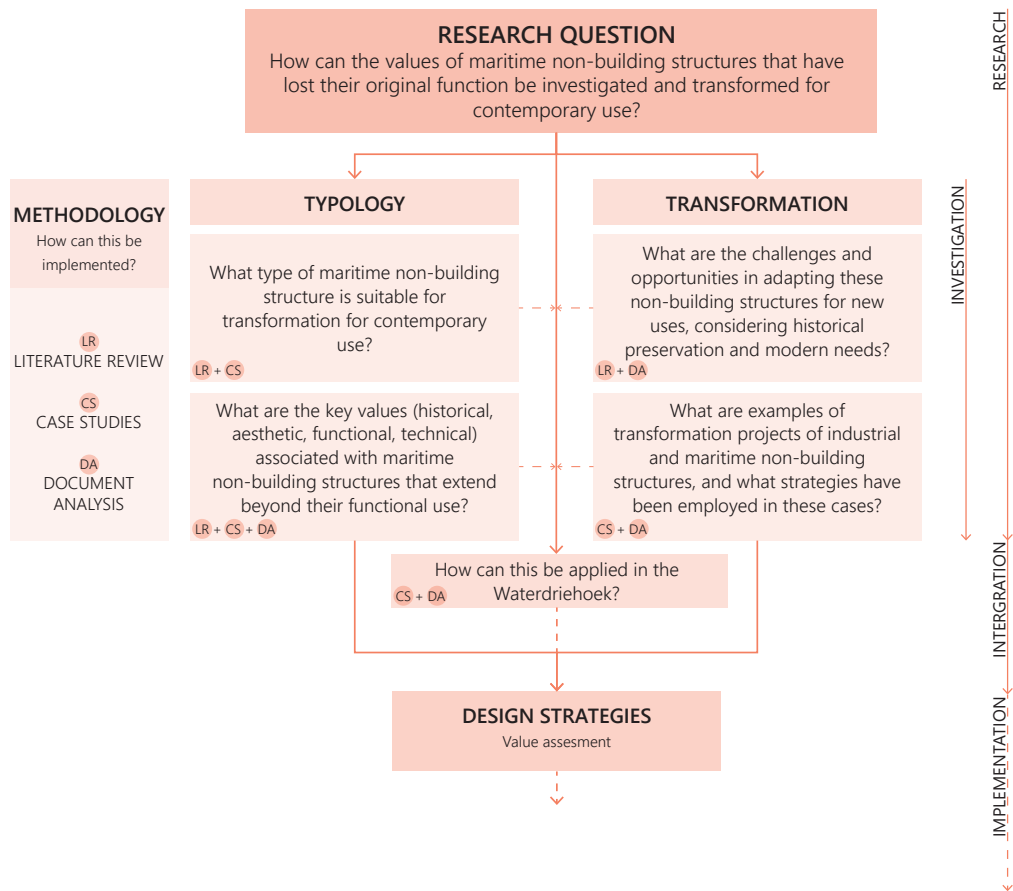 RESEARCH QUESTION
How can the values of maritime non-building structures that have
lost their original function be investigated and transformed for
contemporary use?
METHODOLOGY
How can this be
implemented?
LR
LITERATURE REVIEW
CS
CASE STUDIES
DA
DOCUMENT
ANALYSIS
TYPOLOGY
What type of maritime non-building
structure is suitable for
transformation for contemporary
use?
LR + CS
What are the key values (historical,
aesthetic, functional, technical)
associated with maritime
non-building structures that extend
beyond their functional use?
LR + CS + DA
TRANSFORMATION
What are the challenges and
opportunities in adapting these
non-building structures for new
uses, considering historical
preservation and modern needs?
LR + DA
What are examples of
transformation projects of industrial
and maritime non-building
structures, and what strategies have
been employed in these cases?
CS + DA
How can this be applied in the
Waterdriehoek?
CS + DA
DESIGN STRATEGIES
Value assesment
RESEARCH
INVESTIGATION
INTERGRATION
IMPLEMENTATION